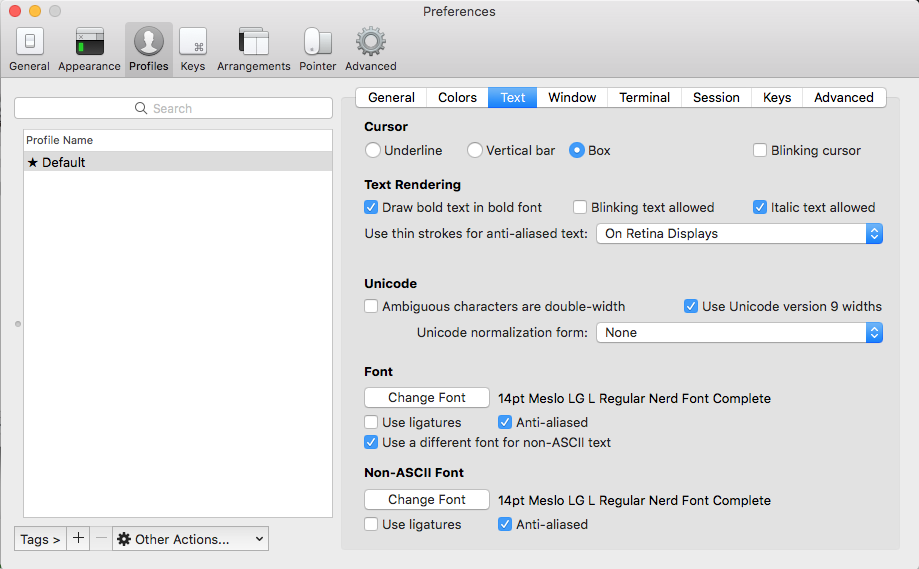 Preferences
General Appearance Profiles Keys Arrangements Pointer Advanced
Search
Profile Name
★ Default
Tags > + − Other Actions...
General Colors Text Window Terminal Session Keys Advanced
Cursor
Underline Vertical bar Box Blinking cursor
Text Rendering
Draw bold text in bold font Blinking text allowed Italic text allowed
Use thin strokes for anti-aliased text: On Retina Displays
Unicode
Ambiguous characters are double-width Use Unicode version 9 widths
Unicode normalization form: None
Font
Change Font 14pt Meslo LG L Regular Nerd Font Complete
Use ligatures Anti-aliased
Use a different font for non-ASCII text
Non-ASCII Font
Change Font 14pt Meslo LG L Regular Nerd Font Complete
Use ligatures Anti-aliased